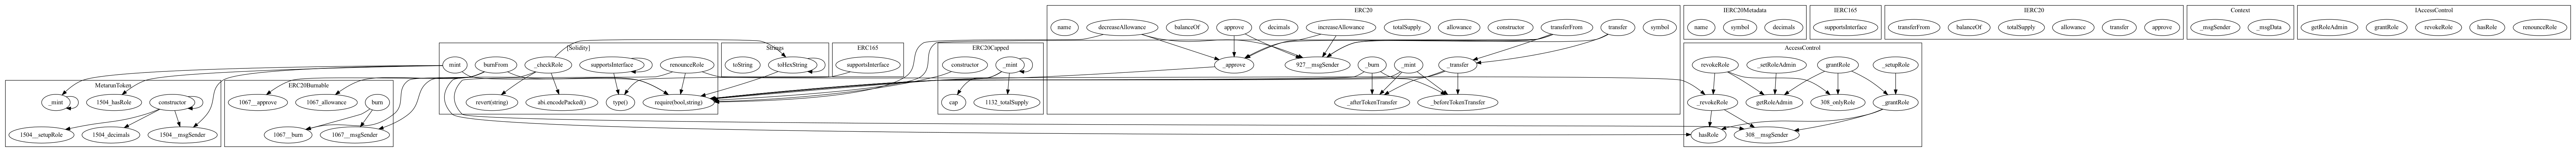 ERC20
name
decreaseAllowance
balanceOf
approve
decimals
increaseAllowance
totalSupply
allowance
constructor
transferFrom
transfer
symbol
_approve
927__msgSender
_burn
_mint
_transfer
_afterTokenTransfer
_beforeTokenTransfer
IERC20Metadata
name
symbol
decimals
IERC165
supportsInterface
IERC20
transferFrom
balanceOf
totalSupply
allowance
transfer
approve
Context
_msgSender
_msgData
IAccessControl
getRoleAdmin
grantRole
revokeRole
hasRole
renounceRole
[Solidity]
mint
burnFrom
_checkRole
supportsInterface
renounceRole
revert(string)
abi.encodePacked()
type()
require(bool,string)
Strings
toString
toHexString
ERC165
supportsInterface
ERC20Capped
constructor
_mint
cap
1132_totalSupply
AccessControl
revokeRole
_setRoleAdmin
grantRole
_setupRole
_revokeRole
getRoleAdmin
308_onlyRole
_grantRole
hasRole
308__msgSender
MetarunToken
_mint
1504_hasRole
constructor
1504__setupRole
1504_decimals
1504__msgSender
ERC20Burnable
1067__approve
1067_allowance
burn
1067__burn
1067__msgSender